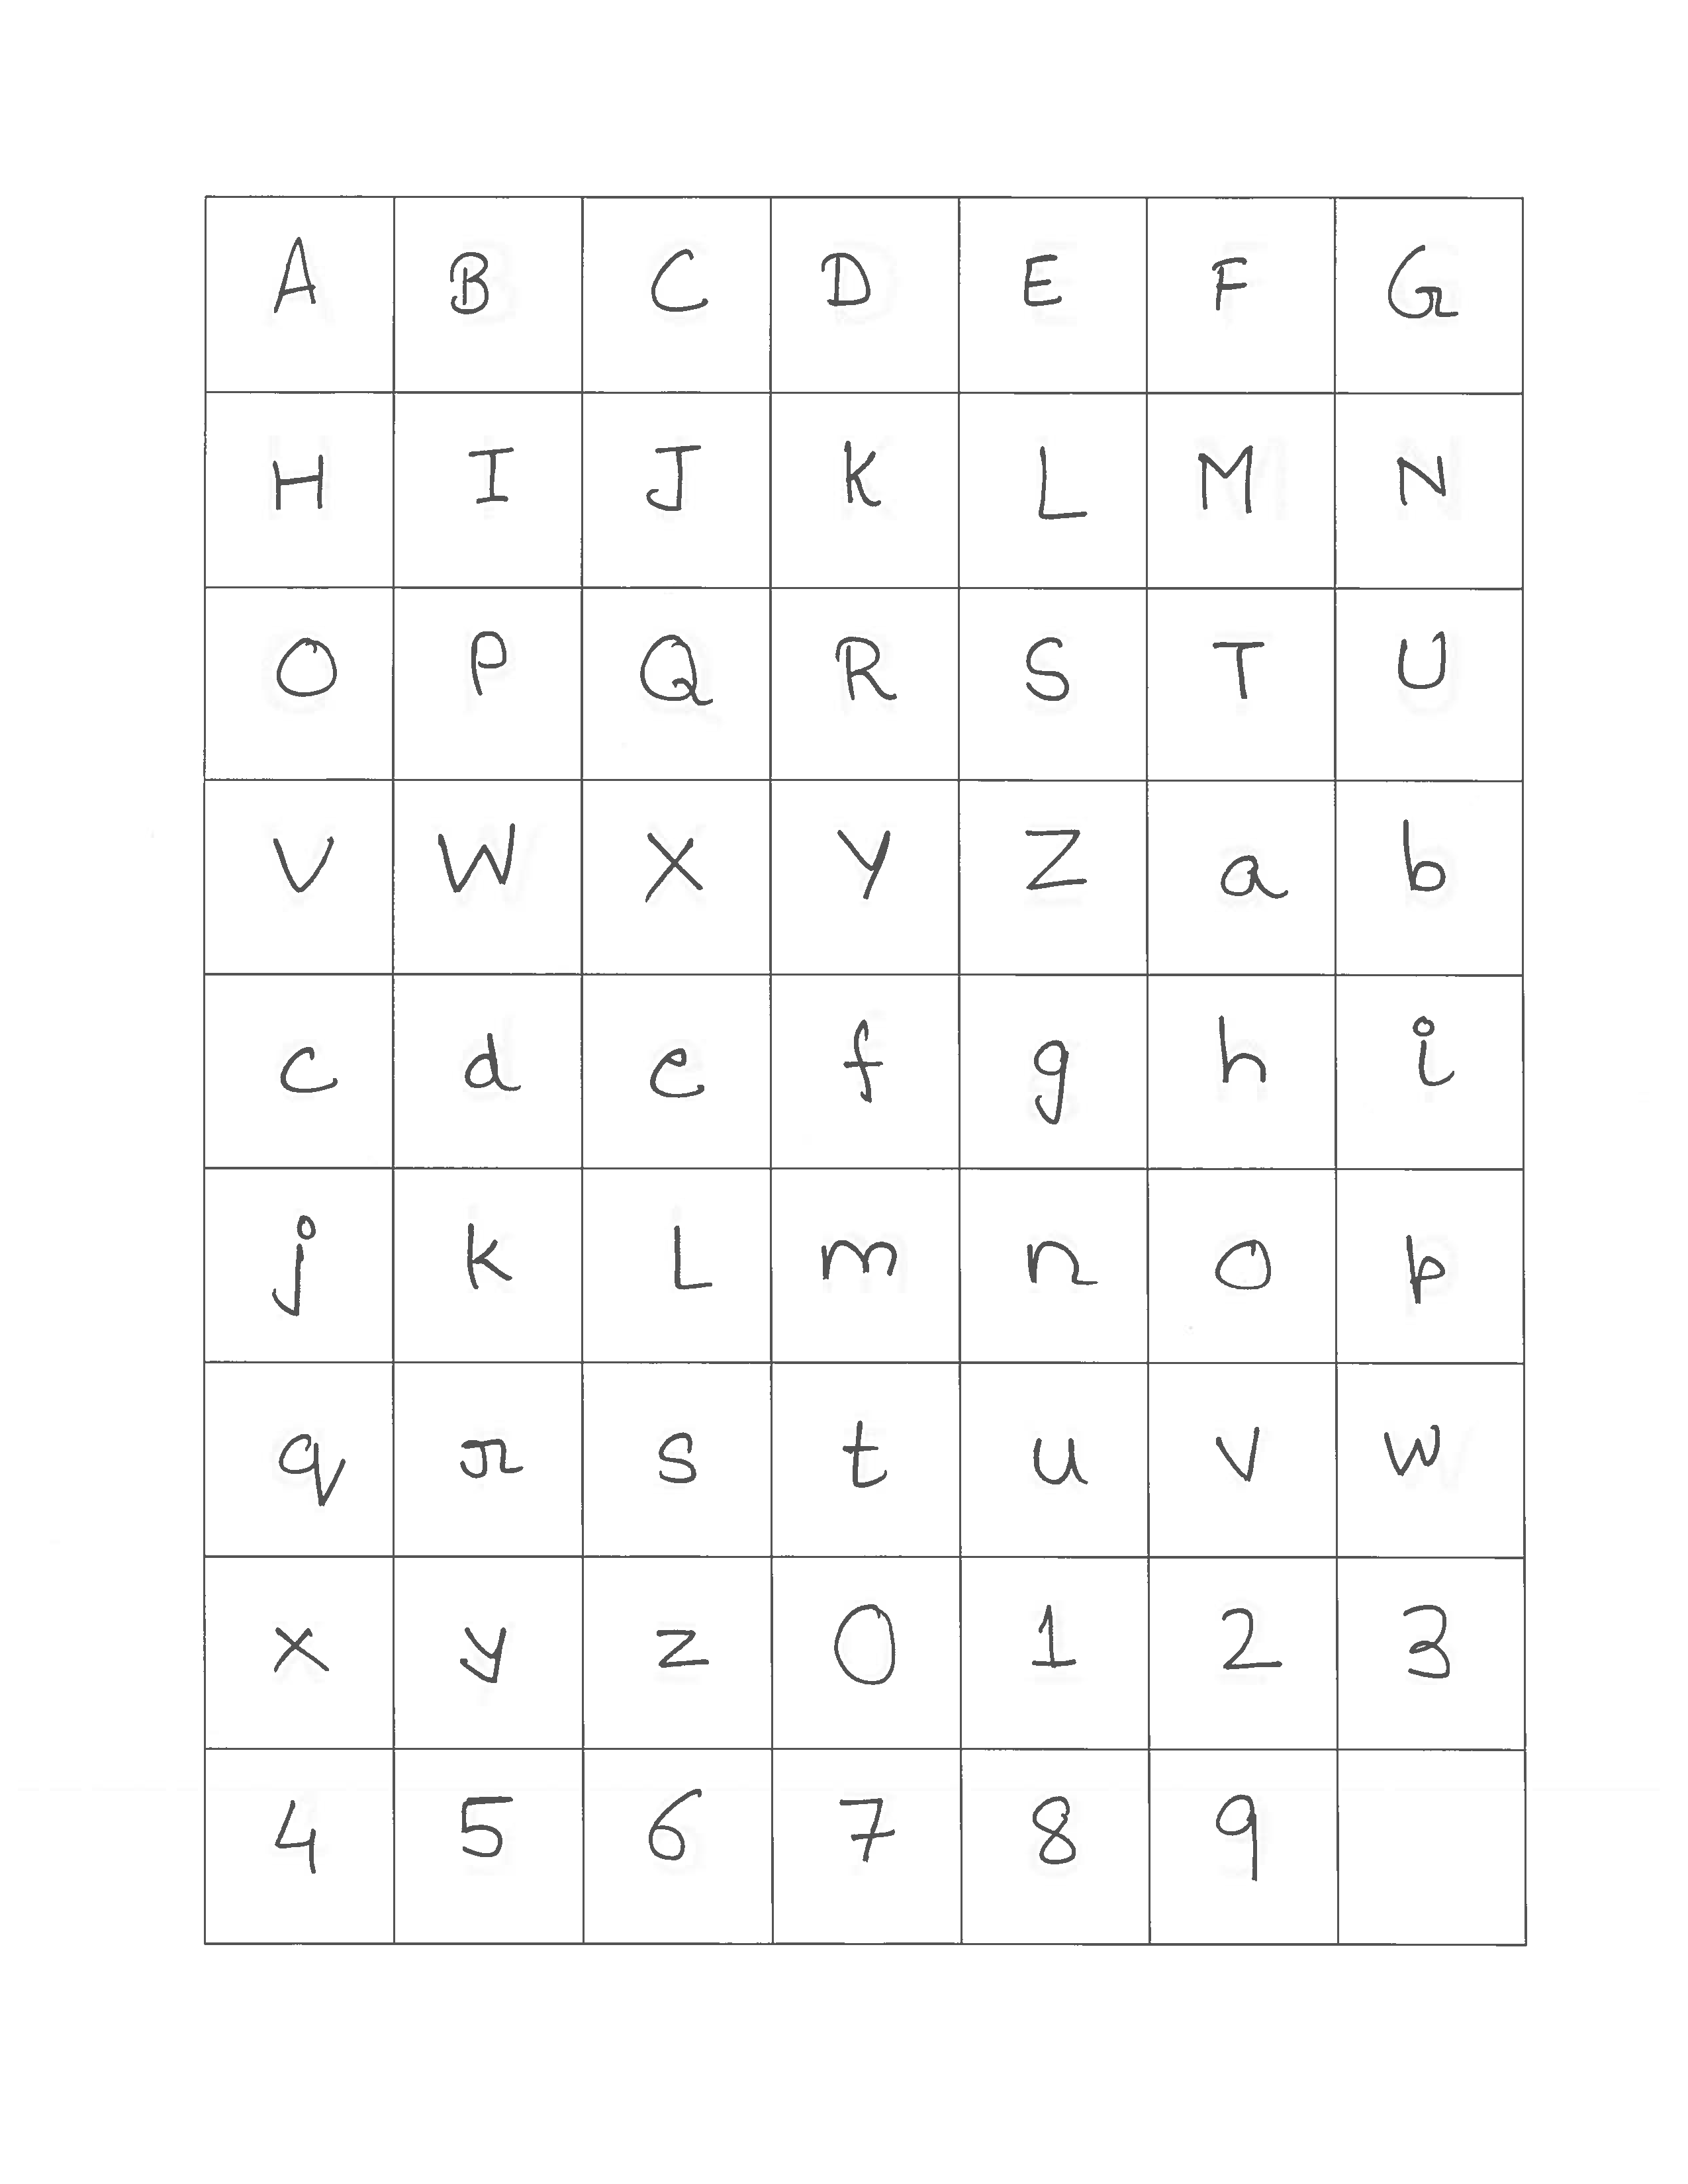 A B C D E F G
H I J K L M N
O P Q R S T U
V W X Y Z a b
c d e f g h i
j k L m n o p
q r s t u v w
x y z 0 1 2 3
4 5 6 7 8 9